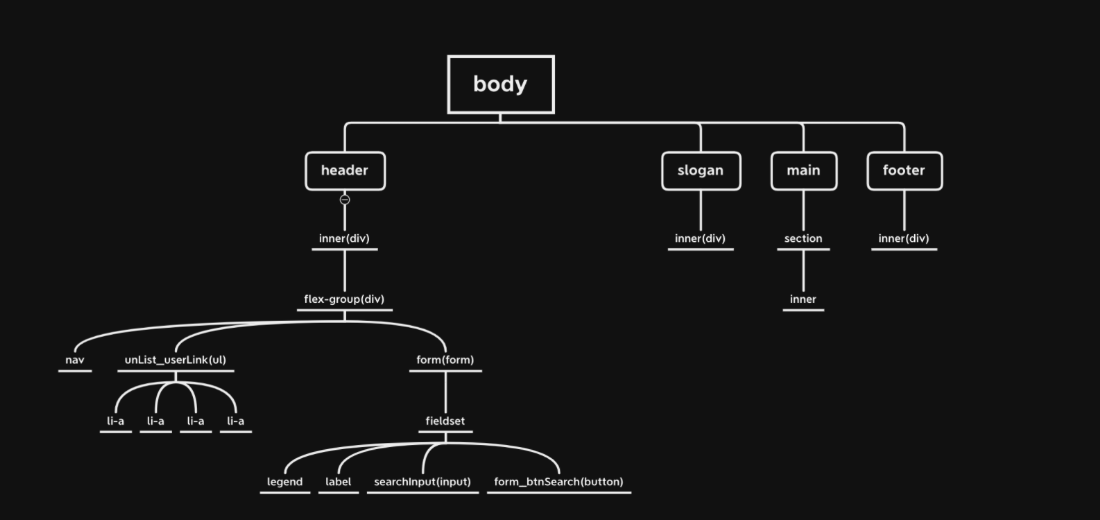 body
header
slogan
main
footer
inner(div)
inner(div)
section
inner(div)
flex-group(div)
inner
nav
unList_userLink(ul)
form(form)
li-a
li-a
li-a
li-a
fieldset
legend
label
searchInput(input)
form_btnSearch(button)